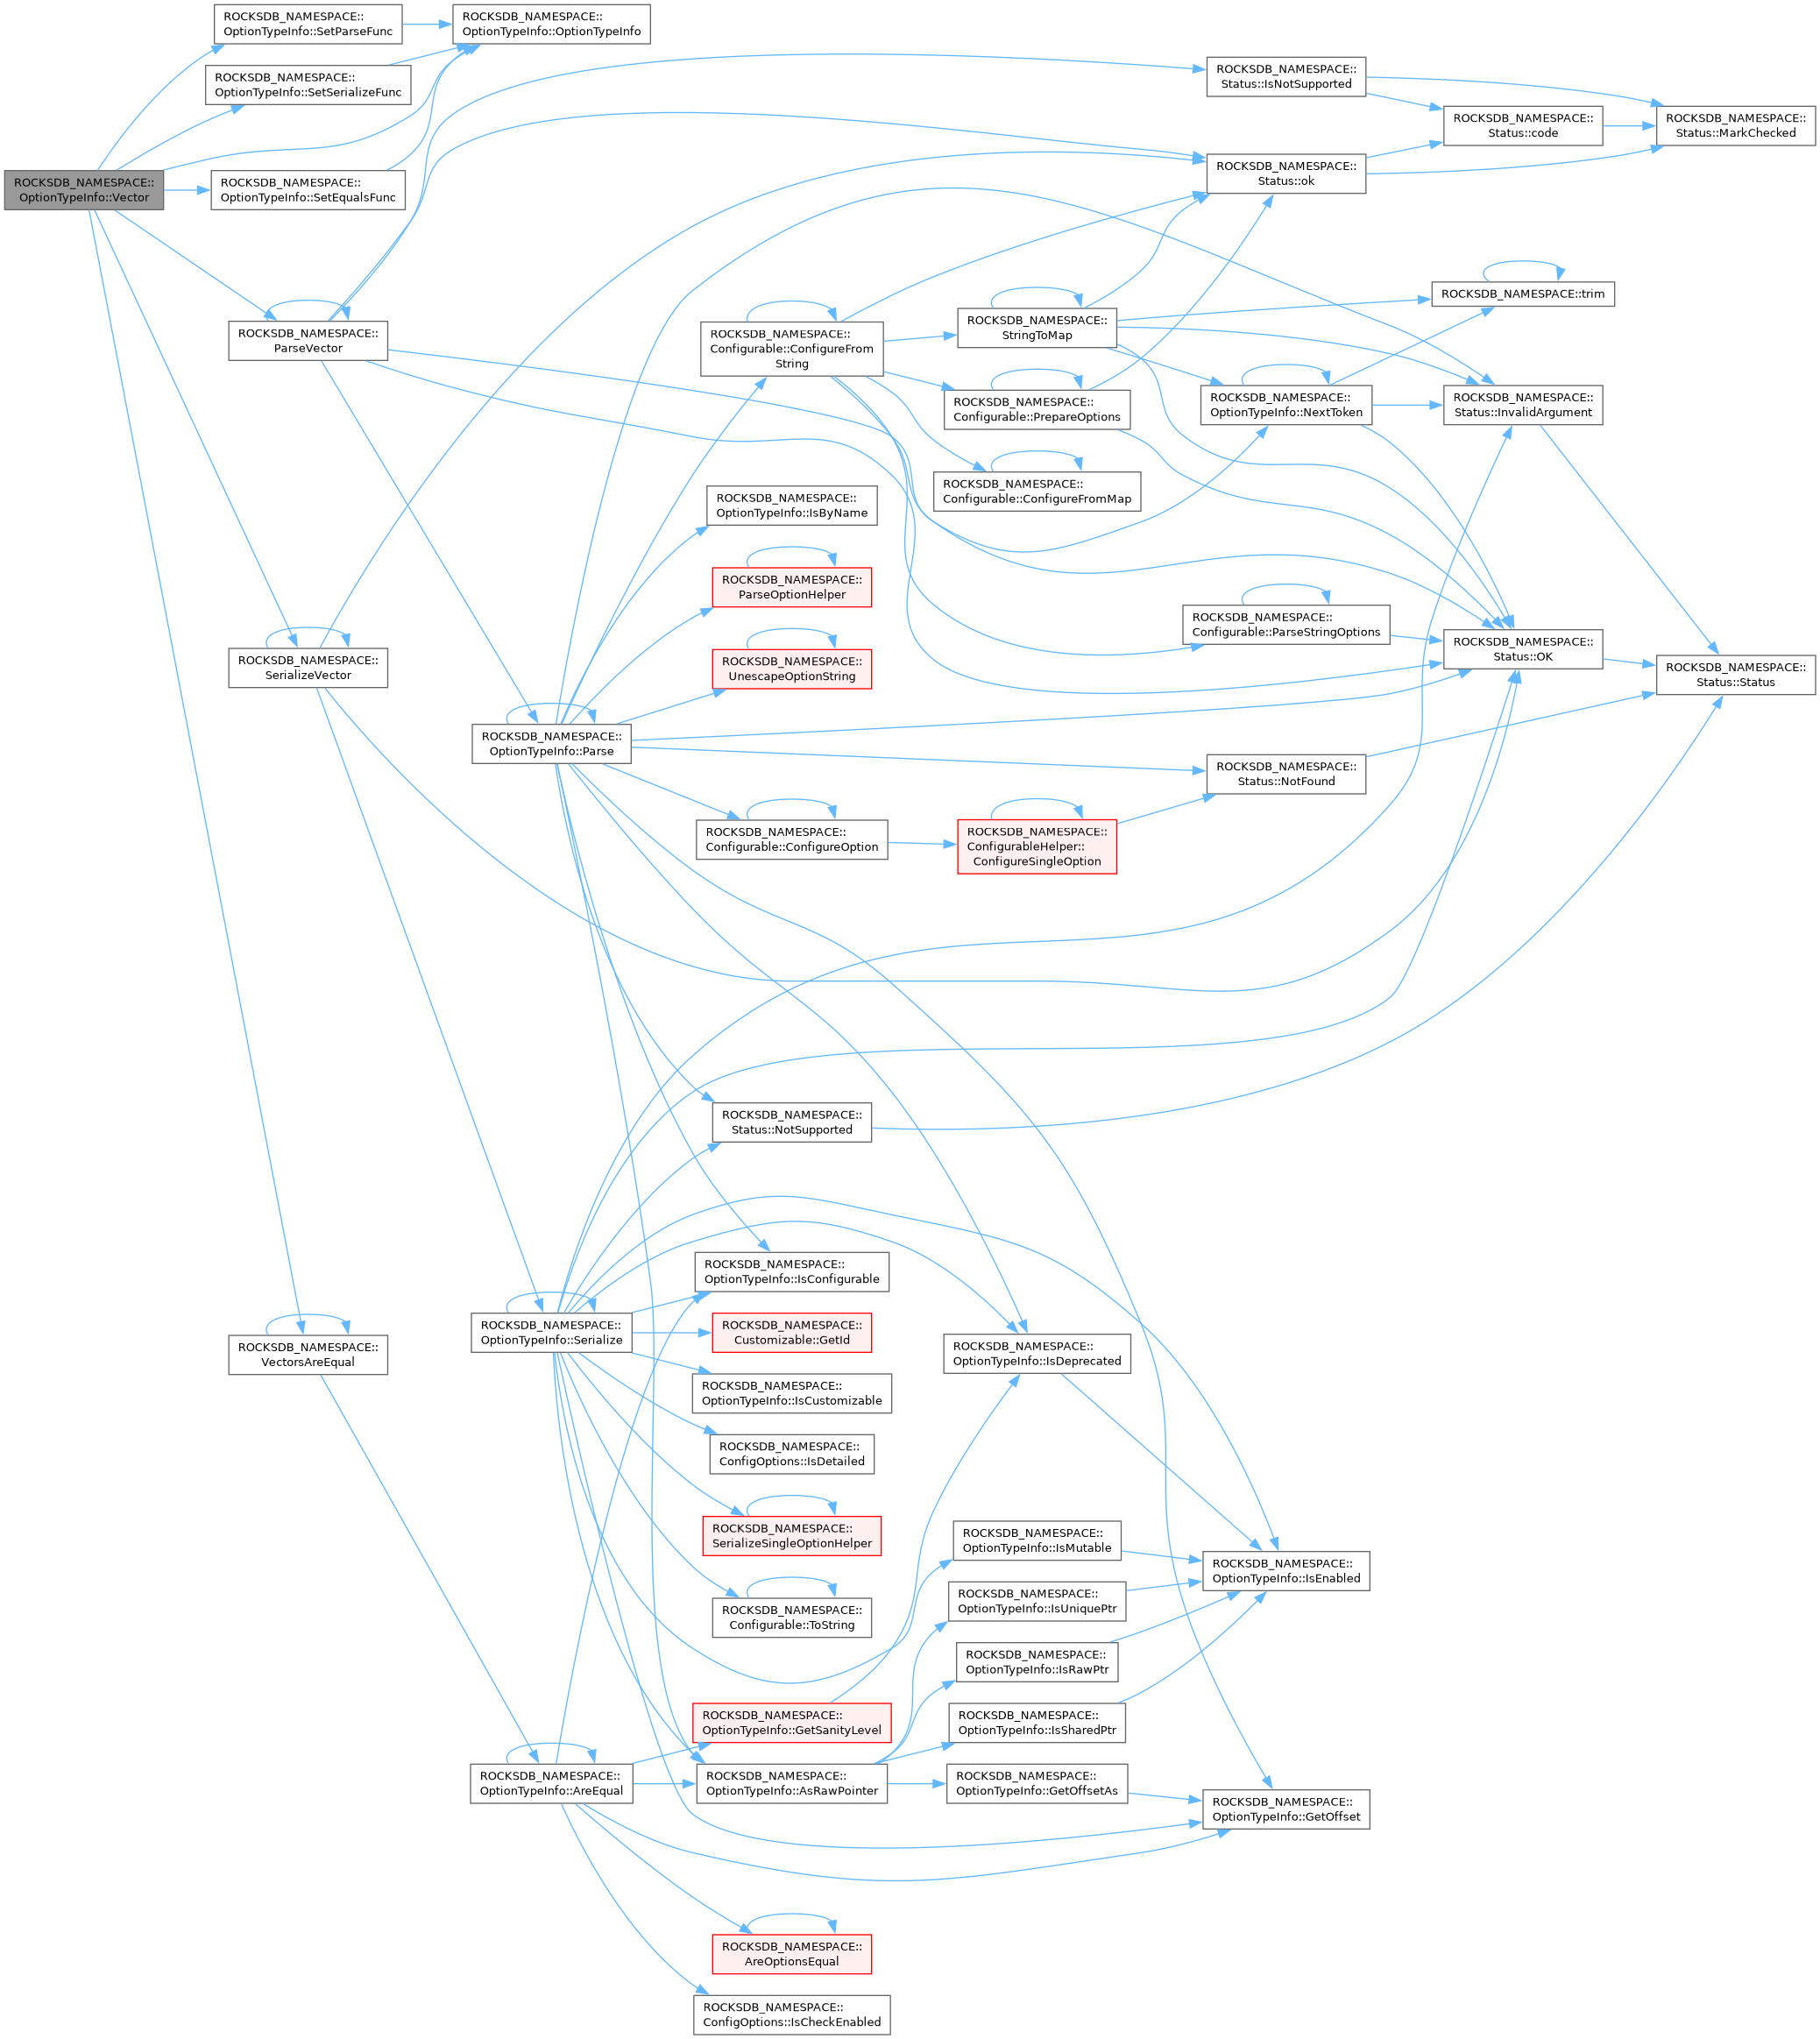 ROCKSDB_NAMESPACE::
OptionTypeInfo::Vector
ROCKSDB_NAMESPACE::
OptionTypeInfo::SetParseFunc
ROCKSDB_NAMESPACE::
OptionTypeInfo::SetSerializeFunc
ROCKSDB_NAMESPACE::
OptionTypeInfo::SetEqualsFunc
ROCKSDB_NAMESPACE::
ParseVector
ROCKSDB_NAMESPACE::
SerializeVector
ROCKSDB_NAMESPACE::
VectorsAreEqual
ROCKSDB_NAMESPACE::
OptionTypeInfo::OptionTypeInfo
ROCKSDB_NAMESPACE::
OptionTypeInfo::Parse
ROCKSDB_NAMESPACE::
OptionTypeInfo::Serialize
ROCKSDB_NAMESPACE::
OptionTypeInfo::AreEqual
ROCKSDB_NAMESPACE::
Configurable::ConfigureFrom
String
ROCKSDB_NAMESPACE::
OptionTypeInfo::IsByName
ROCKSDB_NAMESPACE::
ParseOptionHelper
ROCKSDB_NAMESPACE::
UnescapeOptionString
ROCKSDB_NAMESPACE::
Configurable::ConfigureOption
ROCKSDB_NAMESPACE::
Status::NotSupported
ROCKSDB_NAMESPACE::
OptionTypeInfo::IsConfigurable
ROCKSDB_NAMESPACE::
Customizable::GetId
ROCKSDB_NAMESPACE::
OptionTypeInfo::IsCustomizable
ROCKSDB_NAMESPACE::
ConfigOptions::IsDetailed
ROCKSDB_NAMESPACE::
SerializeSingleOptionHelper
ROCKSDB_NAMESPACE::
Configurable::ToString
ROCKSDB_NAMESPACE::
OptionTypeInfo::GetSanityLevel
ROCKSDB_NAMESPACE::
OptionTypeInfo::AsRawPointer
ROCKSDB_NAMESPACE::
AreOptionsEqual
ROCKSDB_NAMESPACE::
ConfigOptions::IsCheckEnabled
ROCKSDB_NAMESPACE::
StringToMap
ROCKSDB_NAMESPACE::
Configurable::PrepareOptions
ROCKSDB_NAMESPACE::
Configurable::ConfigureFromMap
ROCKSDB_NAMESPACE::
ConfigurableHelper::
ConfigureSingleOption
ROCKSDB_NAMESPACE::
OptionTypeInfo::IsDeprecated
ROCKSDB_NAMESPACE::
OptionTypeInfo::IsMutable
ROCKSDB_NAMESPACE::
OptionTypeInfo::IsUniquePtr
ROCKSDB_NAMESPACE::
OptionTypeInfo::IsRawPtr
ROCKSDB_NAMESPACE::
OptionTypeInfo::IsSharedPtr
ROCKSDB_NAMESPACE::
OptionTypeInfo::GetOffsetAs
ROCKSDB_NAMESPACE::
Status::IsNotSupported
ROCKSDB_NAMESPACE::
Status::ok
ROCKSDB_NAMESPACE::
OptionTypeInfo::NextToken
ROCKSDB_NAMESPACE::
Configurable::ParseStringOptions
ROCKSDB_NAMESPACE::
Status::NotFound
ROCKSDB_NAMESPACE::
OptionTypeInfo::IsEnabled
ROCKSDB_NAMESPACE::
OptionTypeInfo::GetOffset
ROCKSDB_NAMESPACE::
Status::code
ROCKSDB_NAMESPACE::trim
ROCKSDB_NAMESPACE::
Status::InvalidArgument
ROCKSDB_NAMESPACE::
Status::OK
ROCKSDB_NAMESPACE::
Status::MarkChecked
ROCKSDB_NAMESPACE::
Status::Status